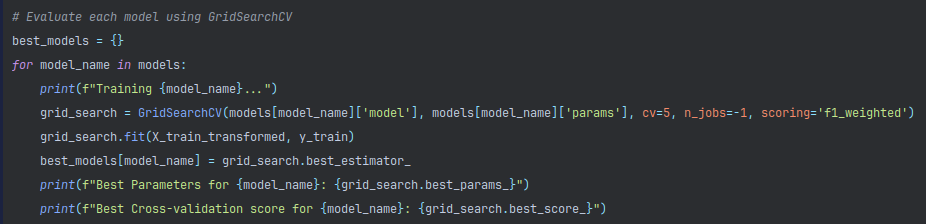 # Evaluate each model using GridSearchCV
best_models = {}
for model_name in models:
    print(f"Training {model_name}...")
    grid_search = GridSearchCV(models[model_name]['model'], models[model_name]['params'], cv=5, n_jobs=-1, scoring='f1_weighted')
    grid_search.fit(X_train_transformed, y_train)
    best_models[model_name] = grid_search.best_estimator_
    print(f"Best Parameters for {model_name}: {grid_search.best_params_}")
    print(f"Best Cross-validation score for {model_name}: {grid_search.best_score_}")